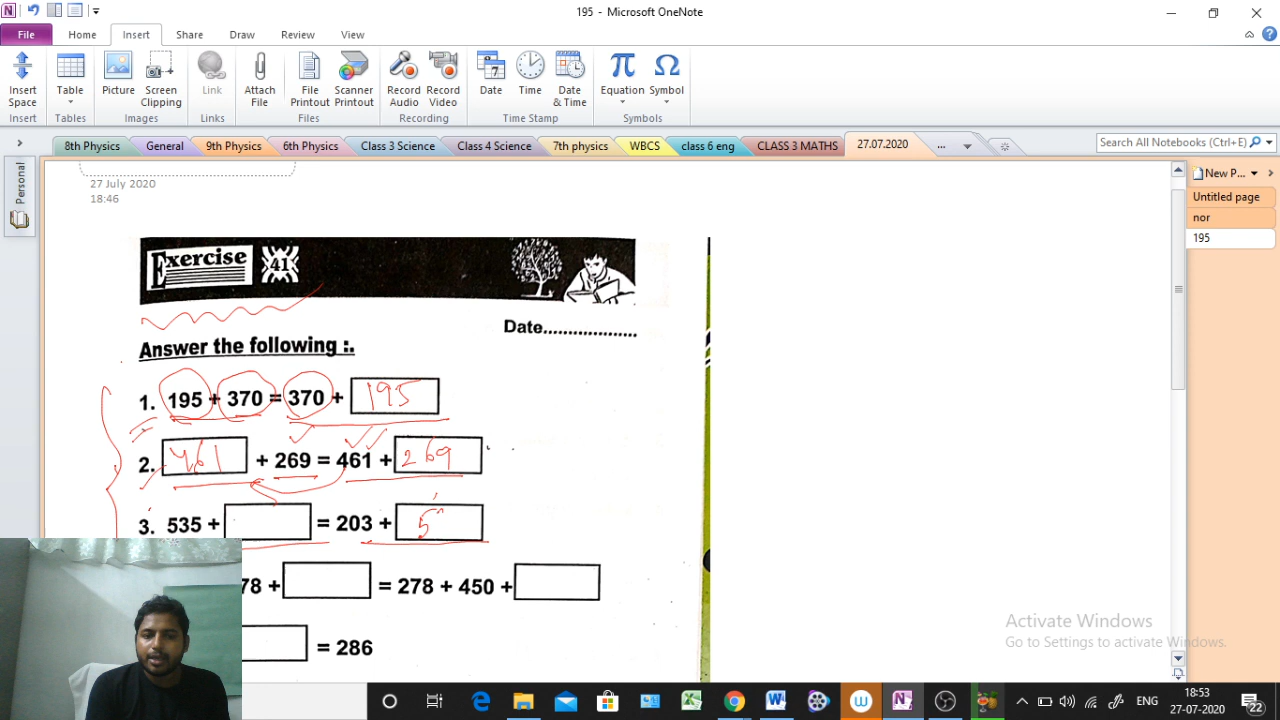 195 - Microsoft OneNote
File Home Insert Share Draw Review View
Insert Space Table Picture Screen Clipping Link Attach File File Printout Scanner Printout Record Audio Record Video Date Time Date & Time Equation Symbol
Insert Tables Images Links Files Recording Time Stamp Symbols
8th Physics General 9th Physics 6th Physics Class 3 Science Class 4 Science 7th physics WBCS class 6 eng CLASS 3 MATHS 27.07.2020 ... Search All Notebooks (Ctrl+E)
Personal
New P...
Untitled page
nor
195
27 July 2020
18:46
Exercise 41
Date..................
Answer the following :.
1. 195 + 370 = 370 + 195
2. 461 + 269 = 461 + 269
3. 535 + = 203 + 5
78 + = 278 + 450 +
= 286
Activate Windows
Go to Settings to activate Windows.
ENG
18:53
27-07-2020
22